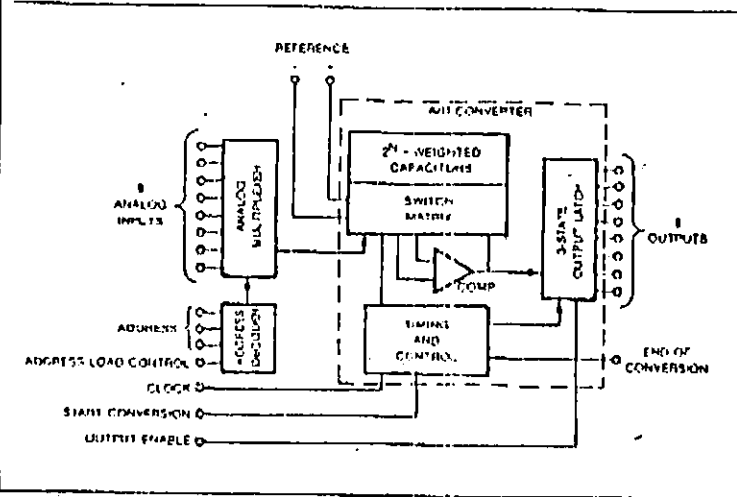 REFERENCE
A/D CONVERTER
2N - WEIGHTED
CAPACITORS
SWITCH
MATRIX
8
ANALOG
INPUTS
ANALOG
MULTIPLEXER
3-STATE
OUTPUT LATCH
8
OUTPUTS
COMP
ADDRESS
ADDRESS
DECODER
TIMING
AND
CONTROL
ADDRESS LOAD CONTROL
END OF
CONVERSION
CLOCK
START CONVERSION
OUTPUT ENABLE